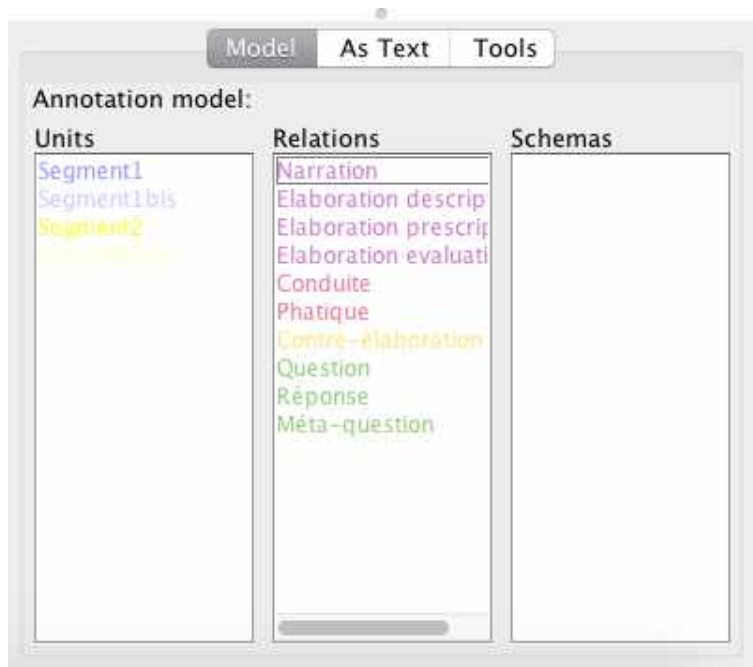 Model As Text Tools
Annotation model:
Units Relations Schemas
Segment1
Segment1bis
Segment2
Narration
Elaboration descrip
Elaboration prescrip
Elaboration evaluati
Conduite
Phatique
Contre-élaboration
Question
Réponse
Méta-question